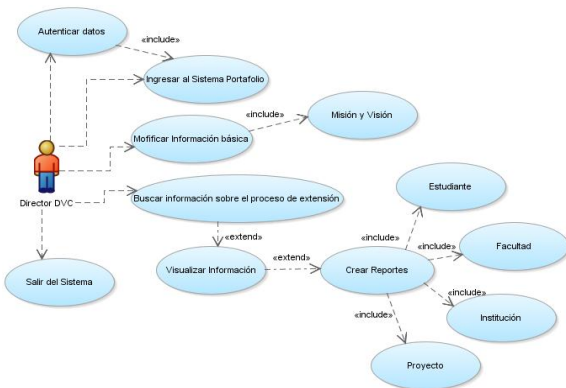 Autenticar datos
«include»
Ingresar al Sistema Portafolio
«include»
Misión y Visión
Mofificar Información básica
Director DVC
Buscar información sobre el proceso de extensión
Estudiante
«extend»
«include»
Facultad
«include»
Visualizar Información
«extend»
Crear Reportes
Salir del Sistema
«include»
Institución
«include»
Proyecto